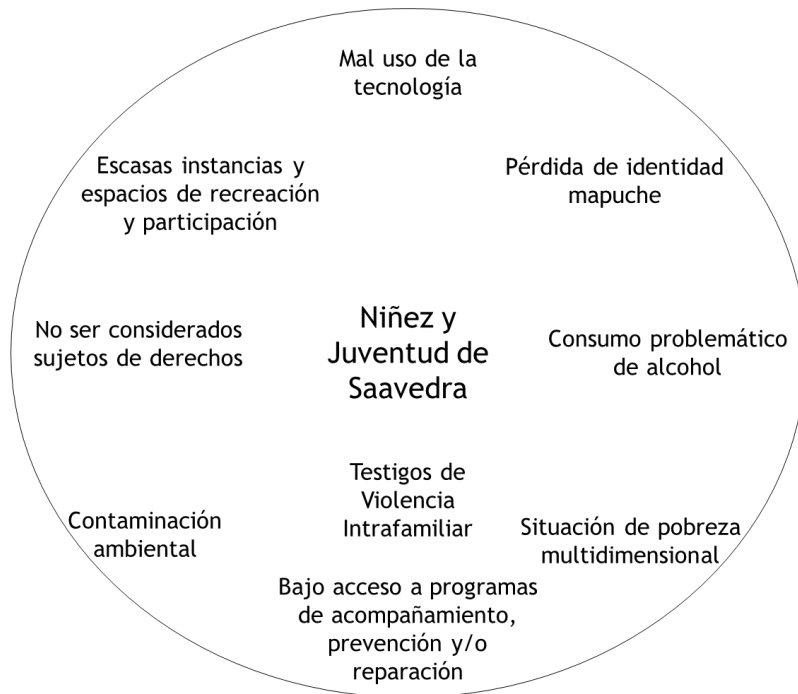 Mal uso de la
tecnología
Escasas instancias y
espacios de recreación
y participación
Pérdida de identidad
mapuche
No ser considerados
sujetos de derechos
Niñez y
Juventud de
Saavedra
Consumo problemático
de alcohol
Testigos de
Violencia
Intrafamiliar
Contaminación
ambiental
Situación de pobreza
multidimensional
Bajo acceso a programas
de acompañamiento,
prevención y/o
reparación